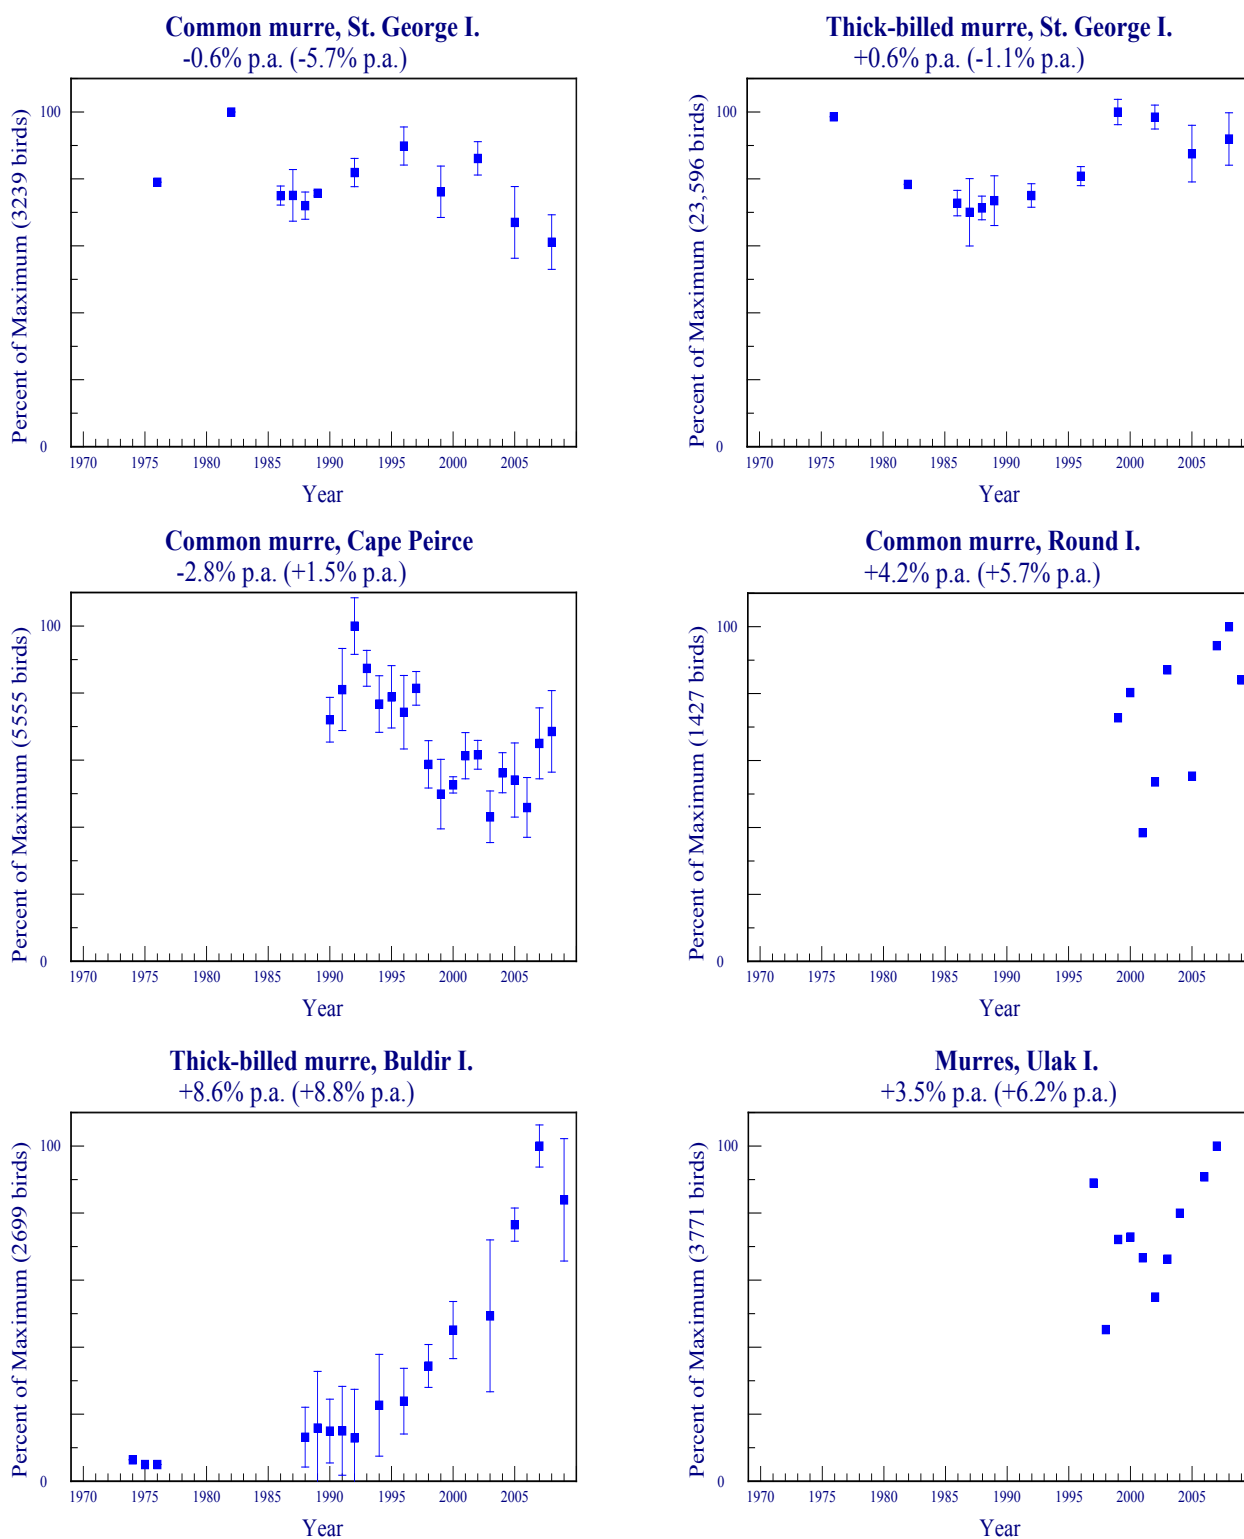 Common murre, St. George I.
-0.6% p.a. (-5.7% p.a.)
Percent of Maximum (3239 birds)
100
0
1970 1975 1980 1985 1990 1995 2000 2005
Year
Thick-billed murre, St. George I.
+0.6% p.a. (-1.1% p.a.)
Percent of Maximum (23,596 birds)
100
0
1970 1975 1980 1985 1990 1995 2000 2005
Year
Common murre, Cape Peirce
-2.8% p.a. (+1.5% p.a.)
Percent of Maximum (5555 birds)
100
0
1970 1975 1980 1985 1990 1995 2000 2005
Year
Common murre, Round I.
+4.2% p.a. (+5.7% p.a.)
Percent of Maximum (1427 birds)
100
0
1970 1975 1980 1985 1990 1995 2000 2005
Year
Thick-billed murre, Buldir I.
+8.6% p.a. (+8.8% p.a.)
Percent of Maximum (2699 birds)
100
0
1970 1975 1980 1985 1990 1995 2000 2005
Year
Murres, Ulak I.
+3.5% p.a. (+6.2% p.a.)
Percent of Maximum (3771 birds)
100
0
1970 1975 1980 1985 1990 1995 2000 2005
Year